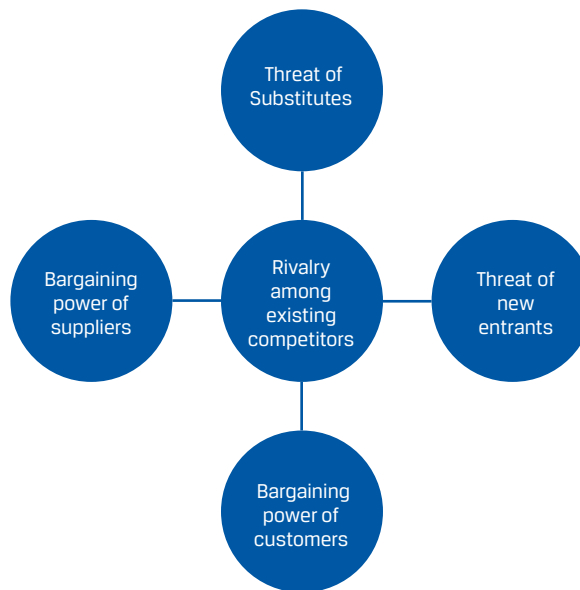 Threat of
Substitutes
Bargaining
power of
suppliers
Rivalry
among
existing
competitors
Threat of
new
entrants
Bargaining
power of
customers